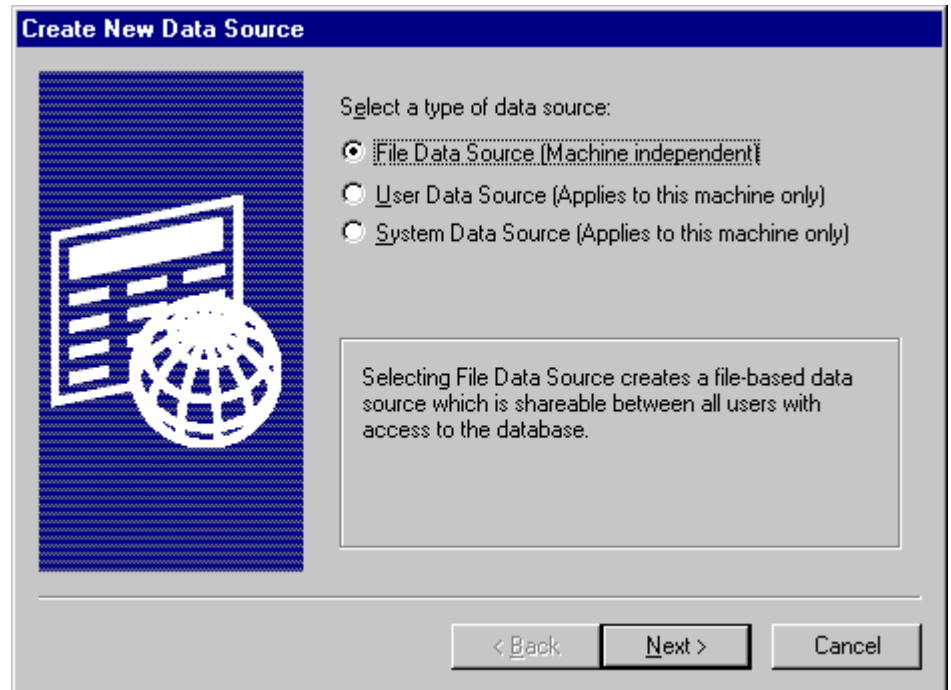 Create New Data Source
Select a type of data source:
File Data Source (Machine independent)
User Data Source (Applies to this machine only)
System Data Source (Applies to this machine only)
Selecting File Data Source creates a file-based data
source which is shareable between all users with
access to the database.
< Back
Next >
Cancel